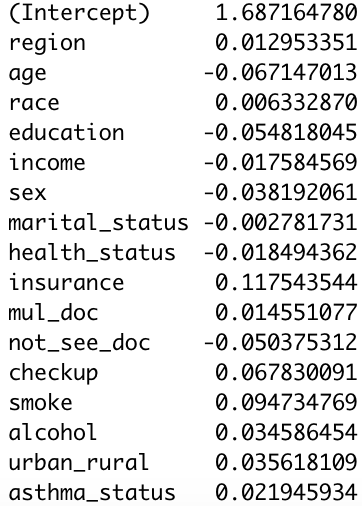 (Intercept) 1.687164780
region 0.012953351
age -0.067147013
race 0.006332870
education -0.054818045
income -0.017584569
sex -0.038192061
marital_status -0.002781731
health_status -0.018494362
insurance 0.117543544
mul_doc 0.014551077
not_see_doc -0.050375312
checkup 0.067830091
smoke 0.094734769
alcohol 0.034586454
urban_rural 0.035618109
asthma_status 0.021945934